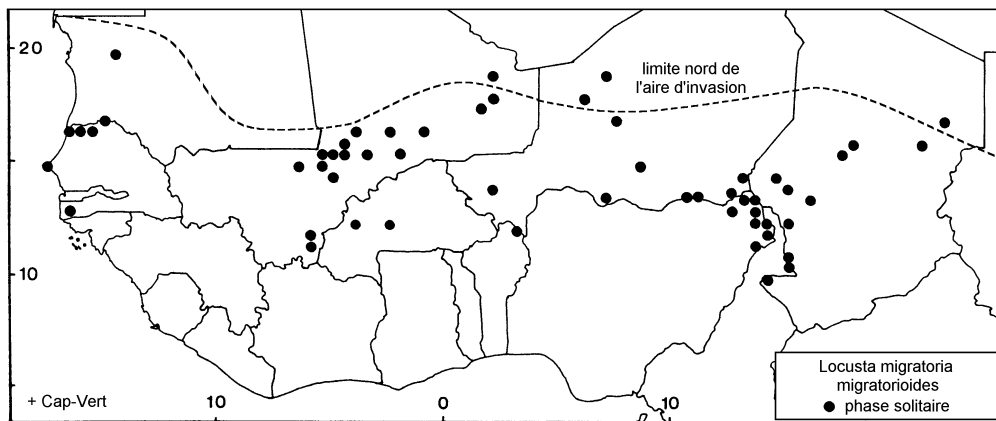 20
limite nord de
l'aire d'invasion
10
+ Cap-Vert
10
0
10
Locusta migratoria
migratorioides
● phase solitaire